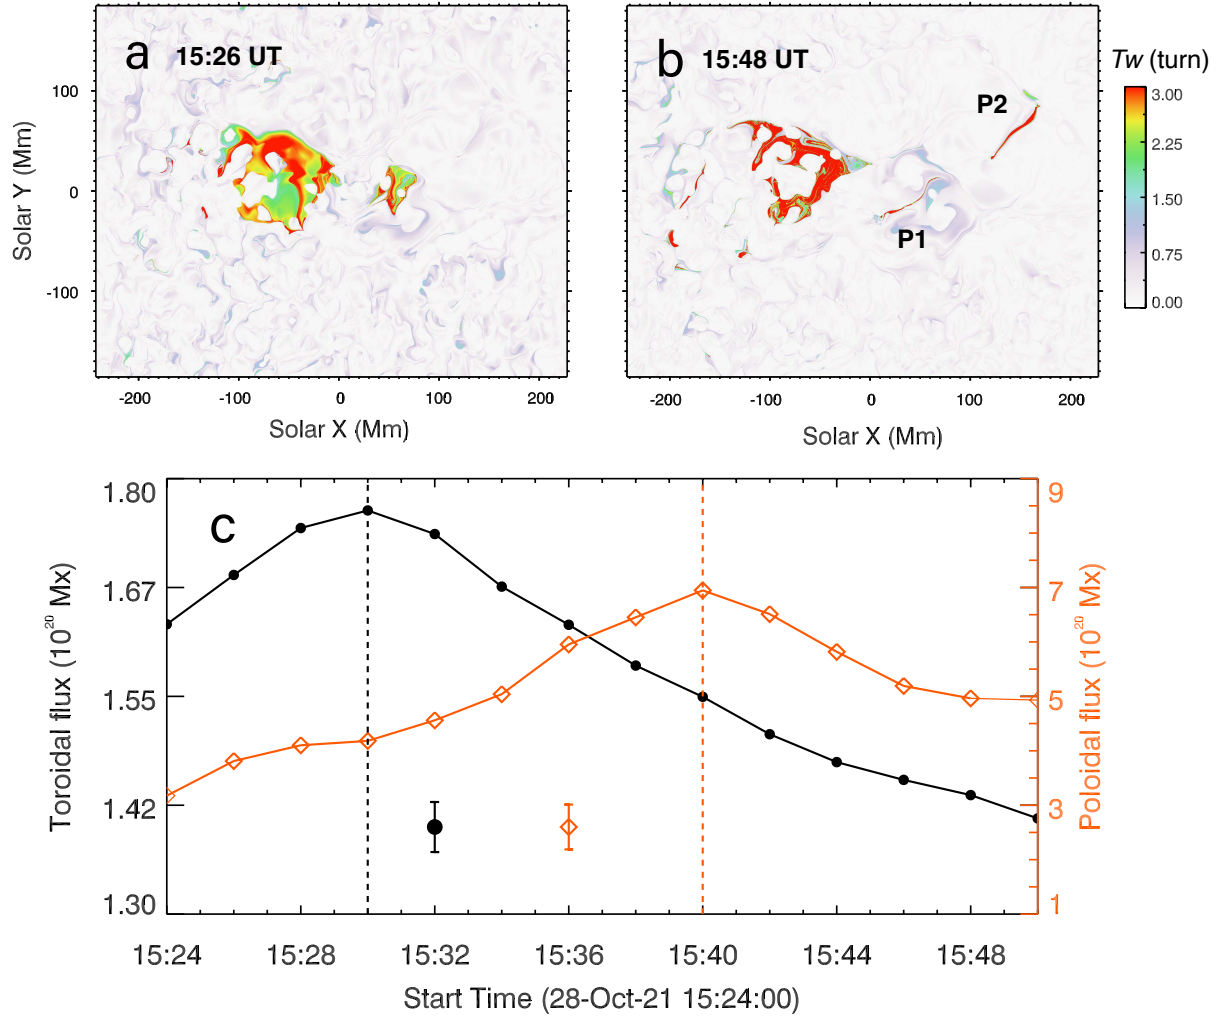 a 15:26 UT
b 15:48 UT
P2
P1
Tw (turn)
3.00
2.25
1.50
0.75
0.00
Solar Y (Mm)
100
0
-100
-200 -100 0 100 200
Solar X (Mm)
-200 -100 0 100 200
Solar X (Mm)
c
Toroidal flux (10²⁰ Mx)
1.80
1.67
1.55
1.42
1.30
Poloidal flux (10²⁰ Mx)
9
7
5
3
1
15:24 15:28 15:32 15:36 15:40 15:44 15:48
Start Time (28-Oct-21 15:24:00)